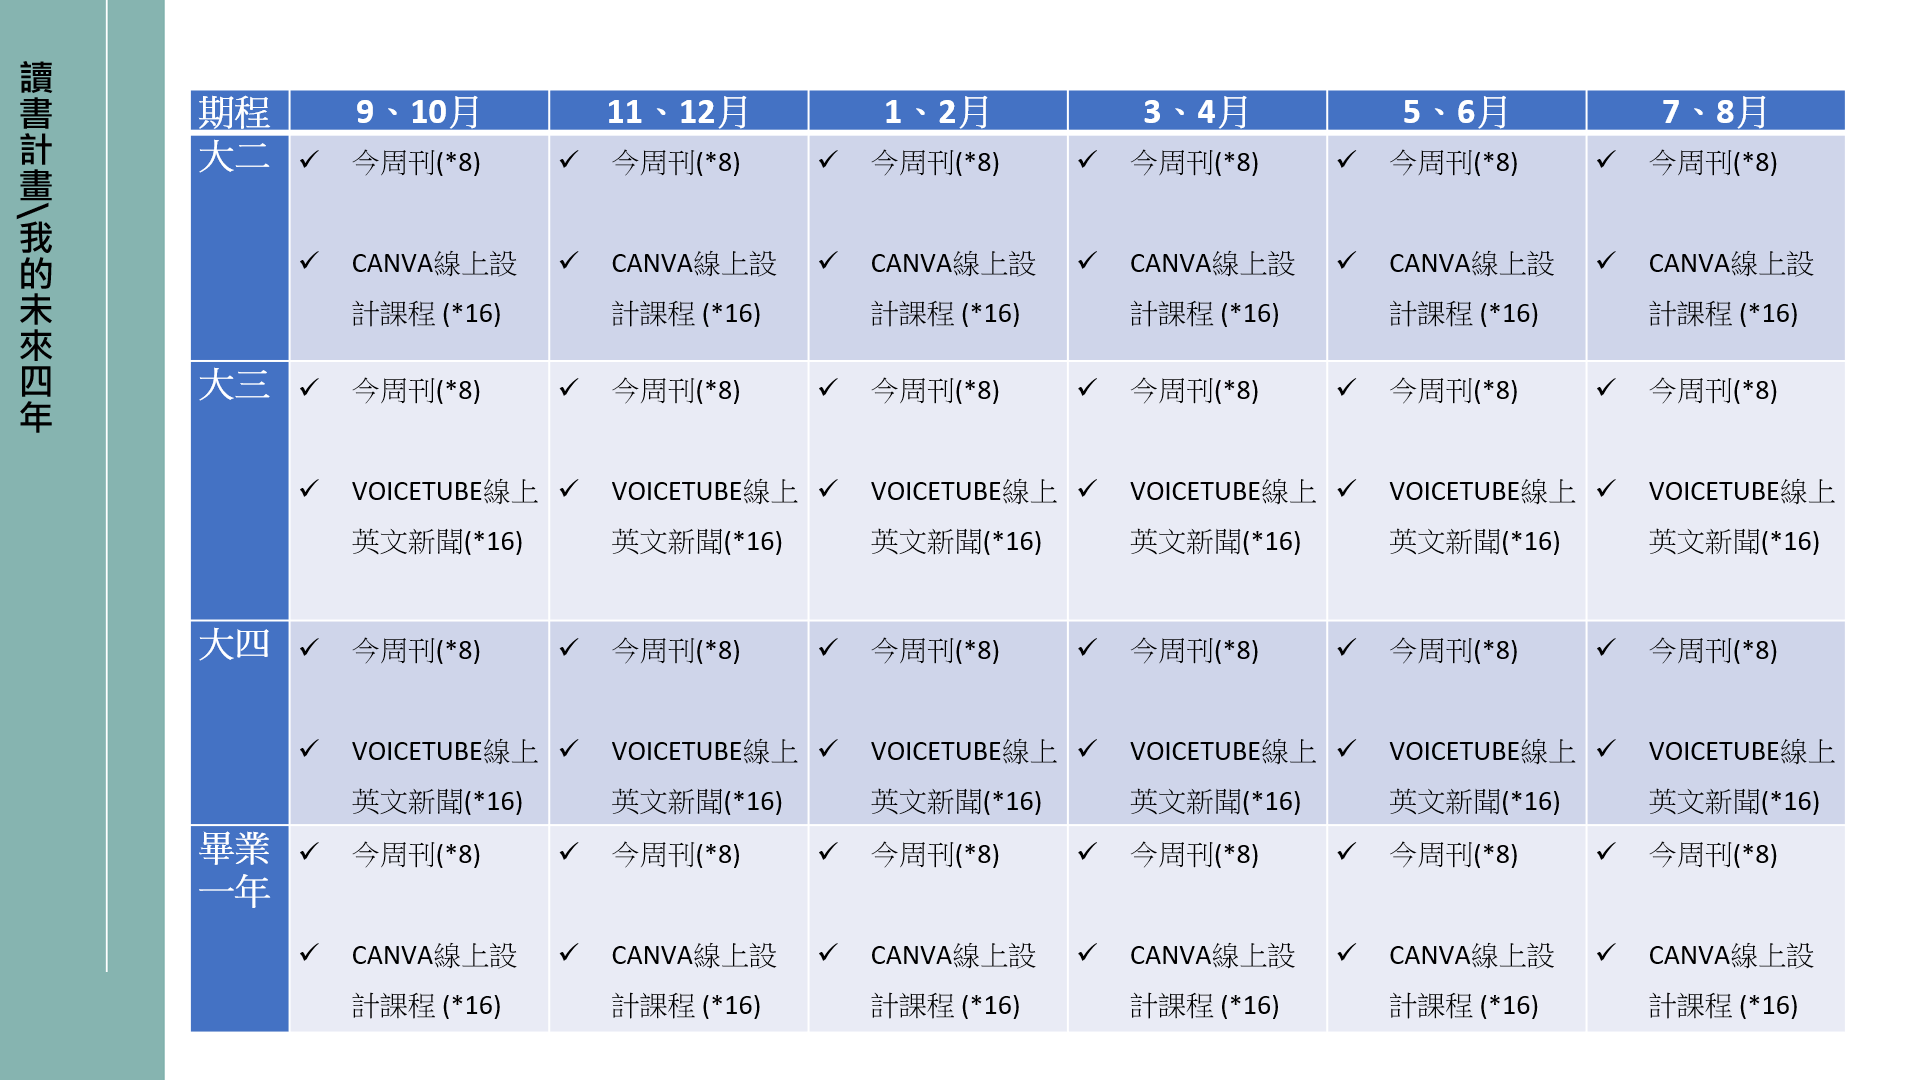 讀書計畫/我的未來四年
期程 9、10月 11、12月 1、2月 3、4月 5、6月 7、8月
大二 ✓ 今周刊(*8) ✓ 今周刊(*8) ✓ 今周刊(*8) ✓ 今周刊(*8) ✓ 今周刊(*8) ✓ 今周刊(*8)
✓ CANVA線上設 ✓ CANVA線上設 ✓ CANVA線上設 ✓ CANVA線上設 ✓ CANVA線上設 ✓ CANVA線上設
計課程 (*16) 計課程 (*16) 計課程 (*16) 計課程 (*16) 計課程 (*16) 計課程 (*16)
大三 ✓ 今周刊(*8) ✓ 今周刊(*8) ✓ 今周刊(*8) ✓ 今周刊(*8) ✓ 今周刊(*8) ✓ 今周刊(*8)
✓ VOICETUBE線上 ✓ VOICETUBE線上 ✓ VOICETUBE線上 ✓ VOICETUBE線上 ✓ VOICETUBE線上 ✓ VOICETUBE線上
英文新聞(*16) 英文新聞(*16) 英文新聞(*16) 英文新聞(*16) 英文新聞(*16) 英文新聞(*16)
大四 ✓ 今周刊(*8) ✓ 今周刊(*8) ✓ 今周刊(*8) ✓ 今周刊(*8) ✓ 今周刊(*8) ✓ 今周刊(*8)
✓ VOICETUBE線上 ✓ VOICETUBE線上 ✓ VOICETUBE線上 ✓ VOICETUBE線上 ✓ VOICETUBE線上 ✓ VOICETUBE線上
英文新聞(*16) 英文新聞(*16) 英文新聞(*16) 英文新聞(*16) 英文新聞(*16) 英文新聞(*16)
畢業 ✓ 今周刊(*8) ✓ 今周刊(*8) ✓ 今周刊(*8) ✓ 今周刊(*8) ✓ 今周刊(*8) ✓ 今周刊(*8)
一年
✓ CANVA線上設 ✓ CANVA線上設 ✓ CANVA線上設 ✓ CANVA線上設 ✓ CANVA線上設 ✓ CANVA線上設
計課程 (*16) 計課程 (*16) 計課程 (*16) 計課程 (*16) 計課程 (*16) 計課程 (*16)